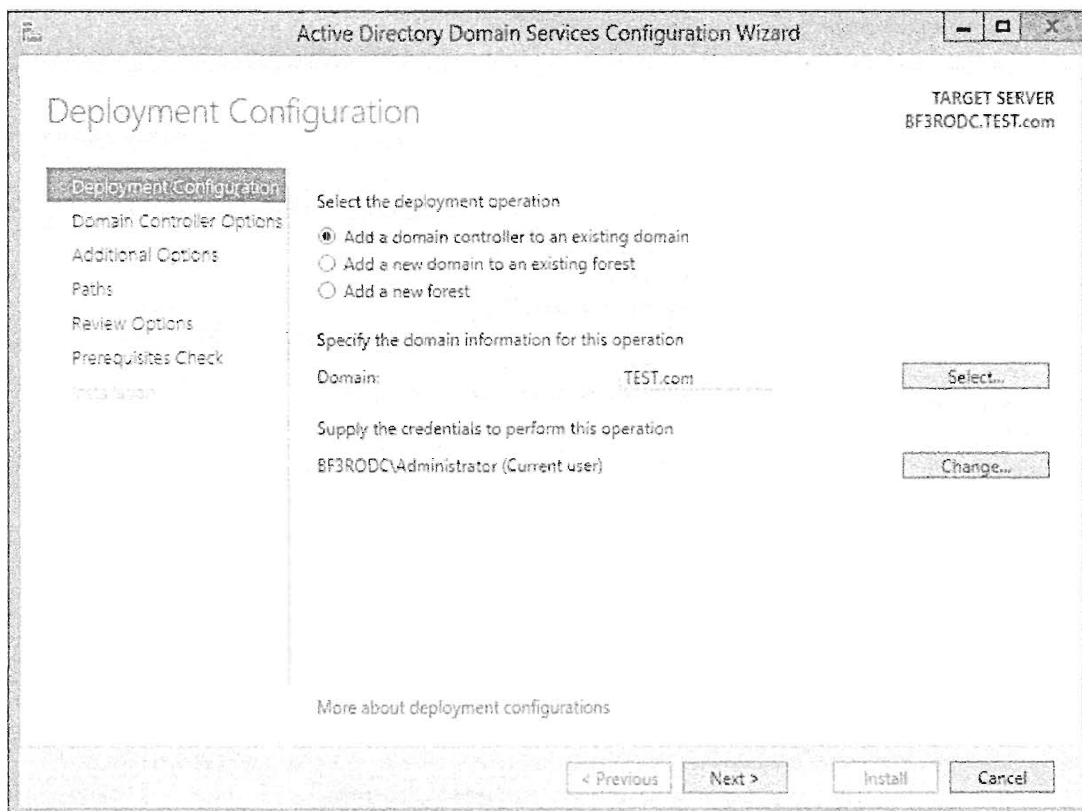 Active Directory Domain Services Configuration Wizard
Deployment Configuration
TARGET SERVER
BF3RODC.TEST.com
Deployment Configuration
Domain Controller Options
Additional Options
Paths
Review Options
Prerequisites Check
Installation
Select the deployment operation
Add a domain controller to an existing domain
Add a new domain to an existing forest
Add a new forest
Specify the domain information for this operation
Domain: TEST.com Select...
Supply the credentials to perform this operation
BF3RODC\Administrator (Current user) Change...
More about deployment configurations
< Previous Next > Install Cancel